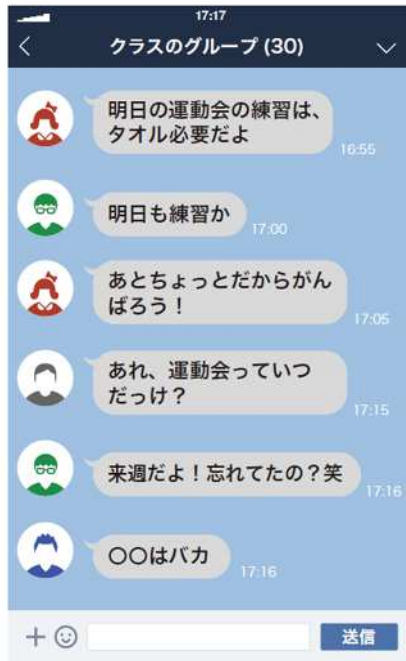 17:17
クラスのグループ (30)
明日の運動会の練習は、
タオル必要だよ
16:55
明日も練習か
17:00
あとちょっとだからがん
ばろう！
17:05
あれ、運動会っていつ
だっけ？
17:15
来週だよ！忘れてたの？笑
17:16
〇〇はバカ
17:16
送信